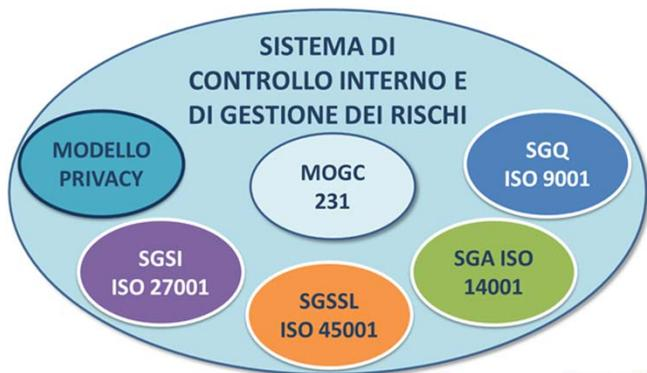 SISTEMA DI
CONTROLLO INTERNO E
DI GESTIONE DEI RISCHI
MODELLO
PRIVACY
MOGC
231
SGQ
ISO 9001
SGSI
ISO 27001
SGSSL
ISO 45001
SGA ISO
14001